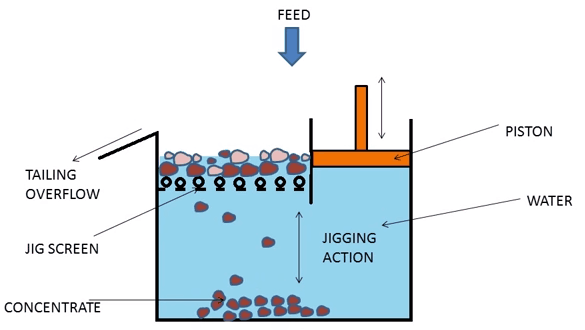 FEED
PISTON
TAILING
OVERFLOW
WATER
JIG SCREEN
JIGGING
ACTION
CONCENTRATE